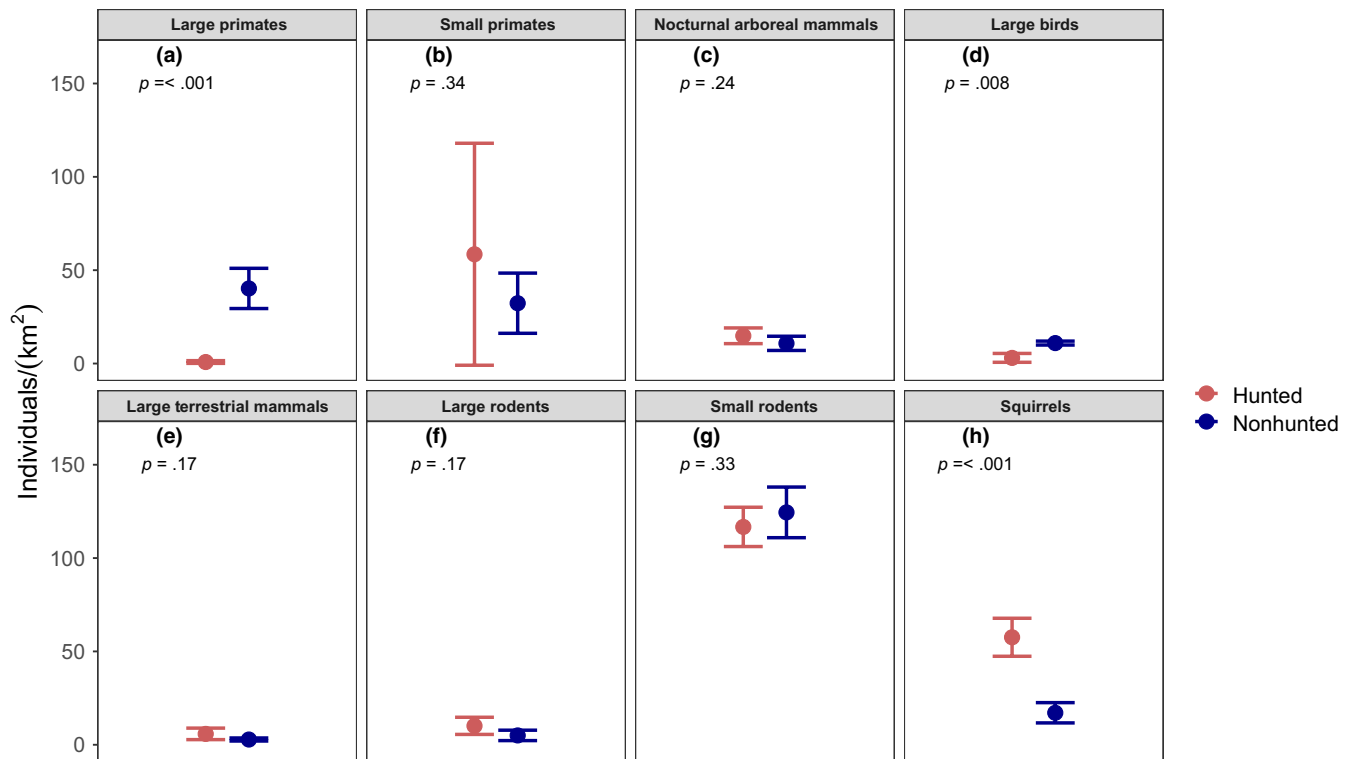 Large primates
Small primates
Nocturnal arboreal mammals
Large birds
(a)
(b)
(c)
(d)
p =< .001
p = .34
p = .24
p = .008
150
100
50
0
Individuals/(km²)
Hunted
Nonhunted
Large terrestrial mammals
Large rodents
Small rodents
Squirrels
(e)
(f)
(g)
(h)
p = .17
p = .17
p = .33
p =< .001
150
100
50
0